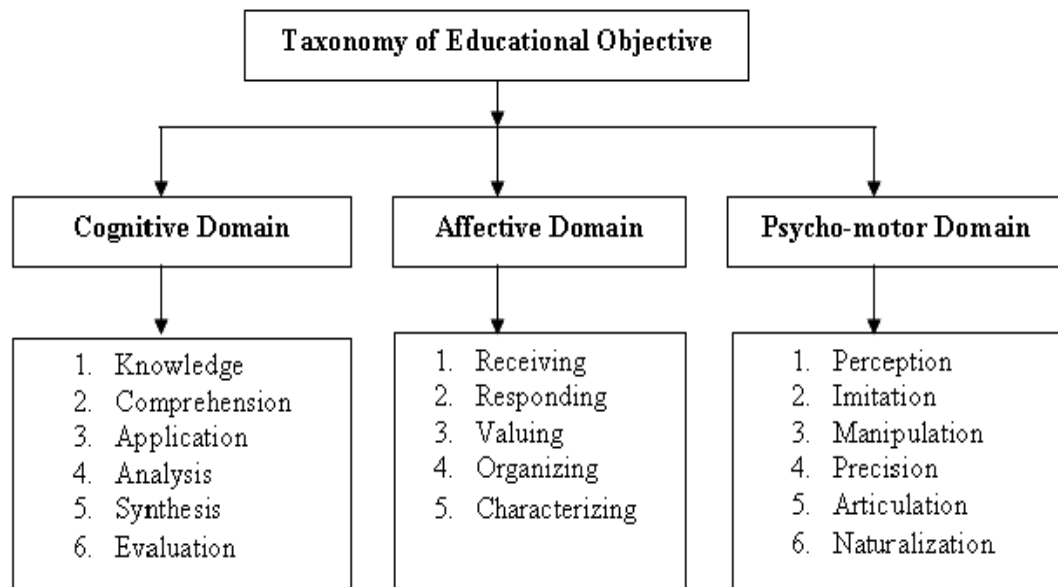 Taxonomy of Educational Objective
Cognitive Domain
Affective Domain
Psycho-motor Domain
1. Knowledge
2. Comprehension
3. Application
4. Analysis
5. Synthesis
6. Evaluation
1. Receiving
2. Responding
3. Valuing
4. Organizing
5. Characterizing
1. Perception
2. Imitation
3. Manipulation
4. Precision
5. Articulation
6. Naturalization